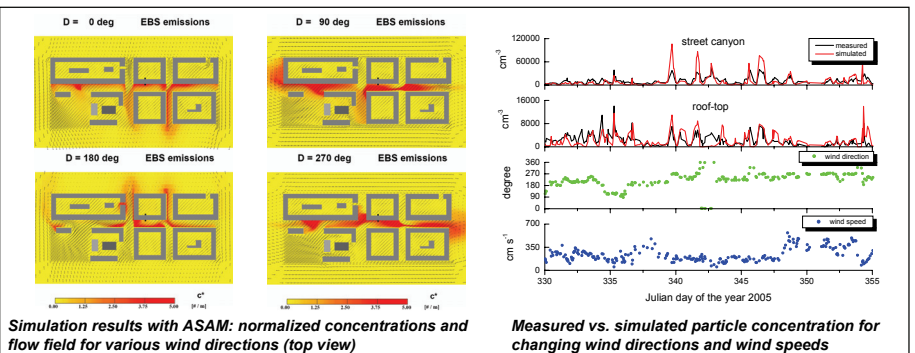 D = 0 deg EBS emissions
D = 90 deg EBS emissions
D = 180 deg EBS emissions
D = 270 deg EBS emissions
0.00 1.25 2.50 3.75 5.00
c*
[# / m]
0.00 1.25 2.50 3.75 5.00
c*
[# / m]
Simulation results with ASAM: normalized concentrations and
flow field for various wind directions (top view)
street canyon
measured
simulated
cm-3
120000
80000
40000
0
roof-top
cm-3
16000
8000
0
wind direction
degree
360
270
180
90
0
wind speed
cm s-1
700
350
0
330 335 340 345 350 355
Julian day of the year 2005
Measured vs. simulated particle concentration for
changing wind directions and wind speeds